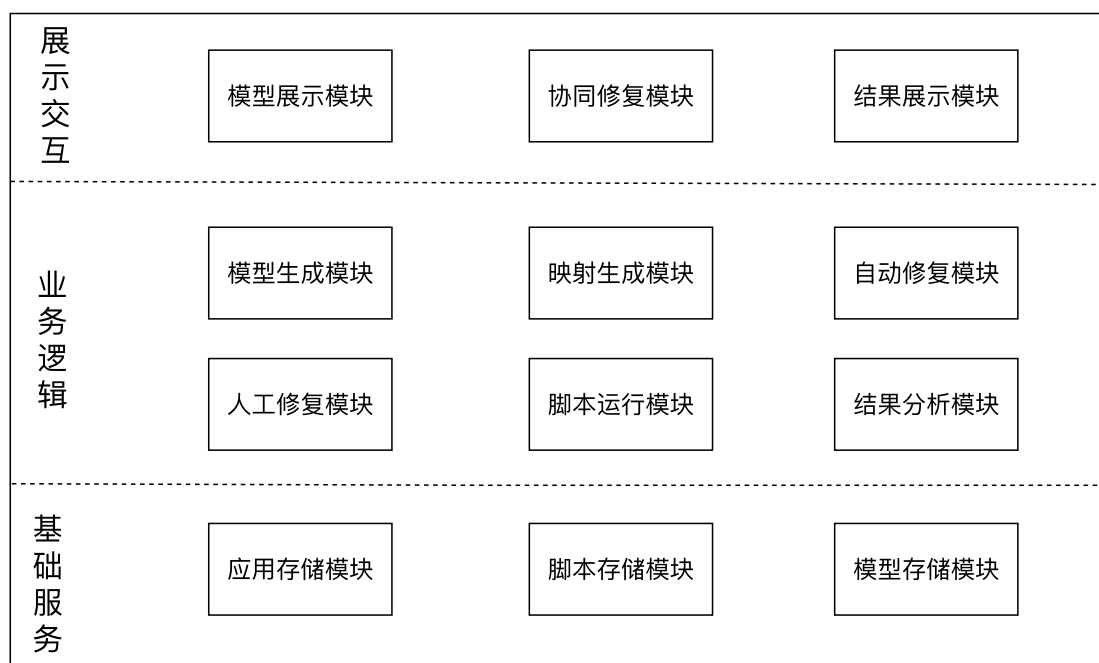 展示交互
模型展示模块
协同修复模块
结果展示模块
业务逻辑
模型生成模块
映射生成模块
自动修复模块
人工修复模块
脚本运行模块
结果分析模块
基础服务
应用存储模块
脚本存储模块
模型存储模块